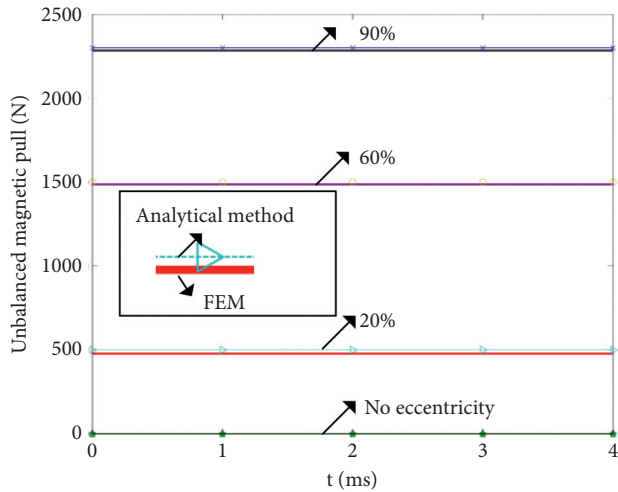 2500
90%
2000
60%
1500
Unbalanced magnetic pull (N)
Analytical method
1000
FEM
20%
500
No eccentricity
0
0 1 2 3 4
t (ms)